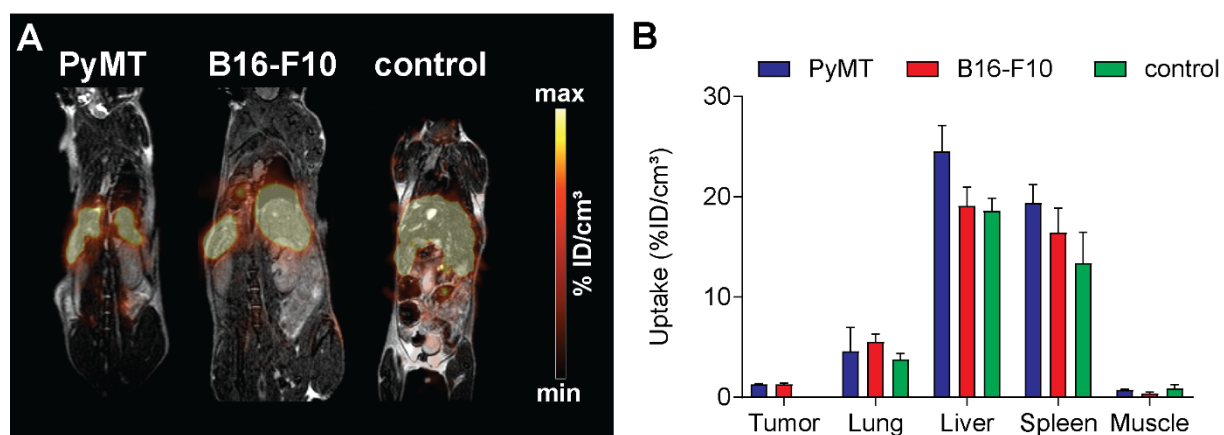 A
PyMT B16-F10 control
max
% ID/cm³
min
B
PyMT B16-F10 control
30
20
10
0
Uptake (%ID/cm³)
Tumor Lung Liver Spleen Muscle